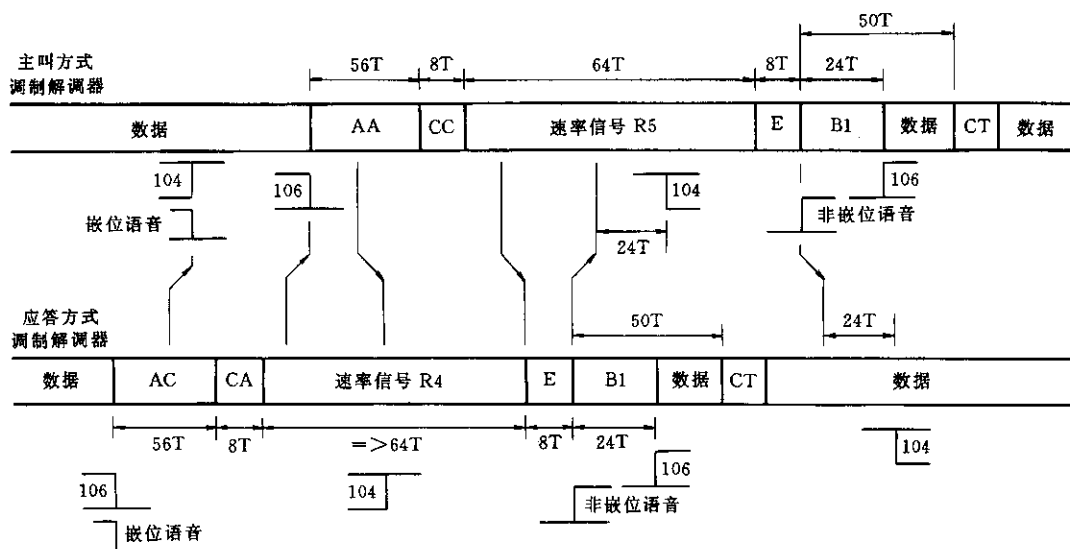 50T
主叫方式
调制解调器
56T 8T 64T 8T 24T
数据 AA CC 速率信号 R5 E B1 数据 CT 数据
104 106 104 106
嵌位语音 非嵌位语音
24T
应答方式
调制解调器
50T 24T
数据 AC CA 速率信号 R4 E B1 数据 CT 数据
56T 8T =>64T 8T 24T
104
106 104 106
嵌位语音 非嵌位语音